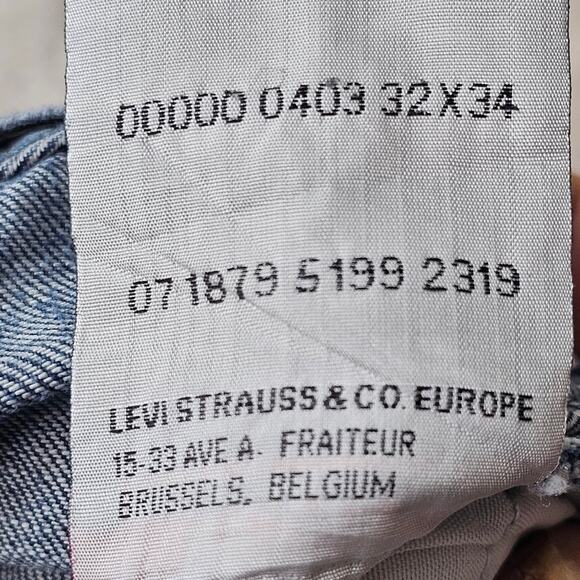 00000 0403 32X34
07 1879 5199 2319
LEVI STRAUSS & CO. EUROPE
15-33 AVE A. FRAITEUR
BRUSSELS, BELGIUM